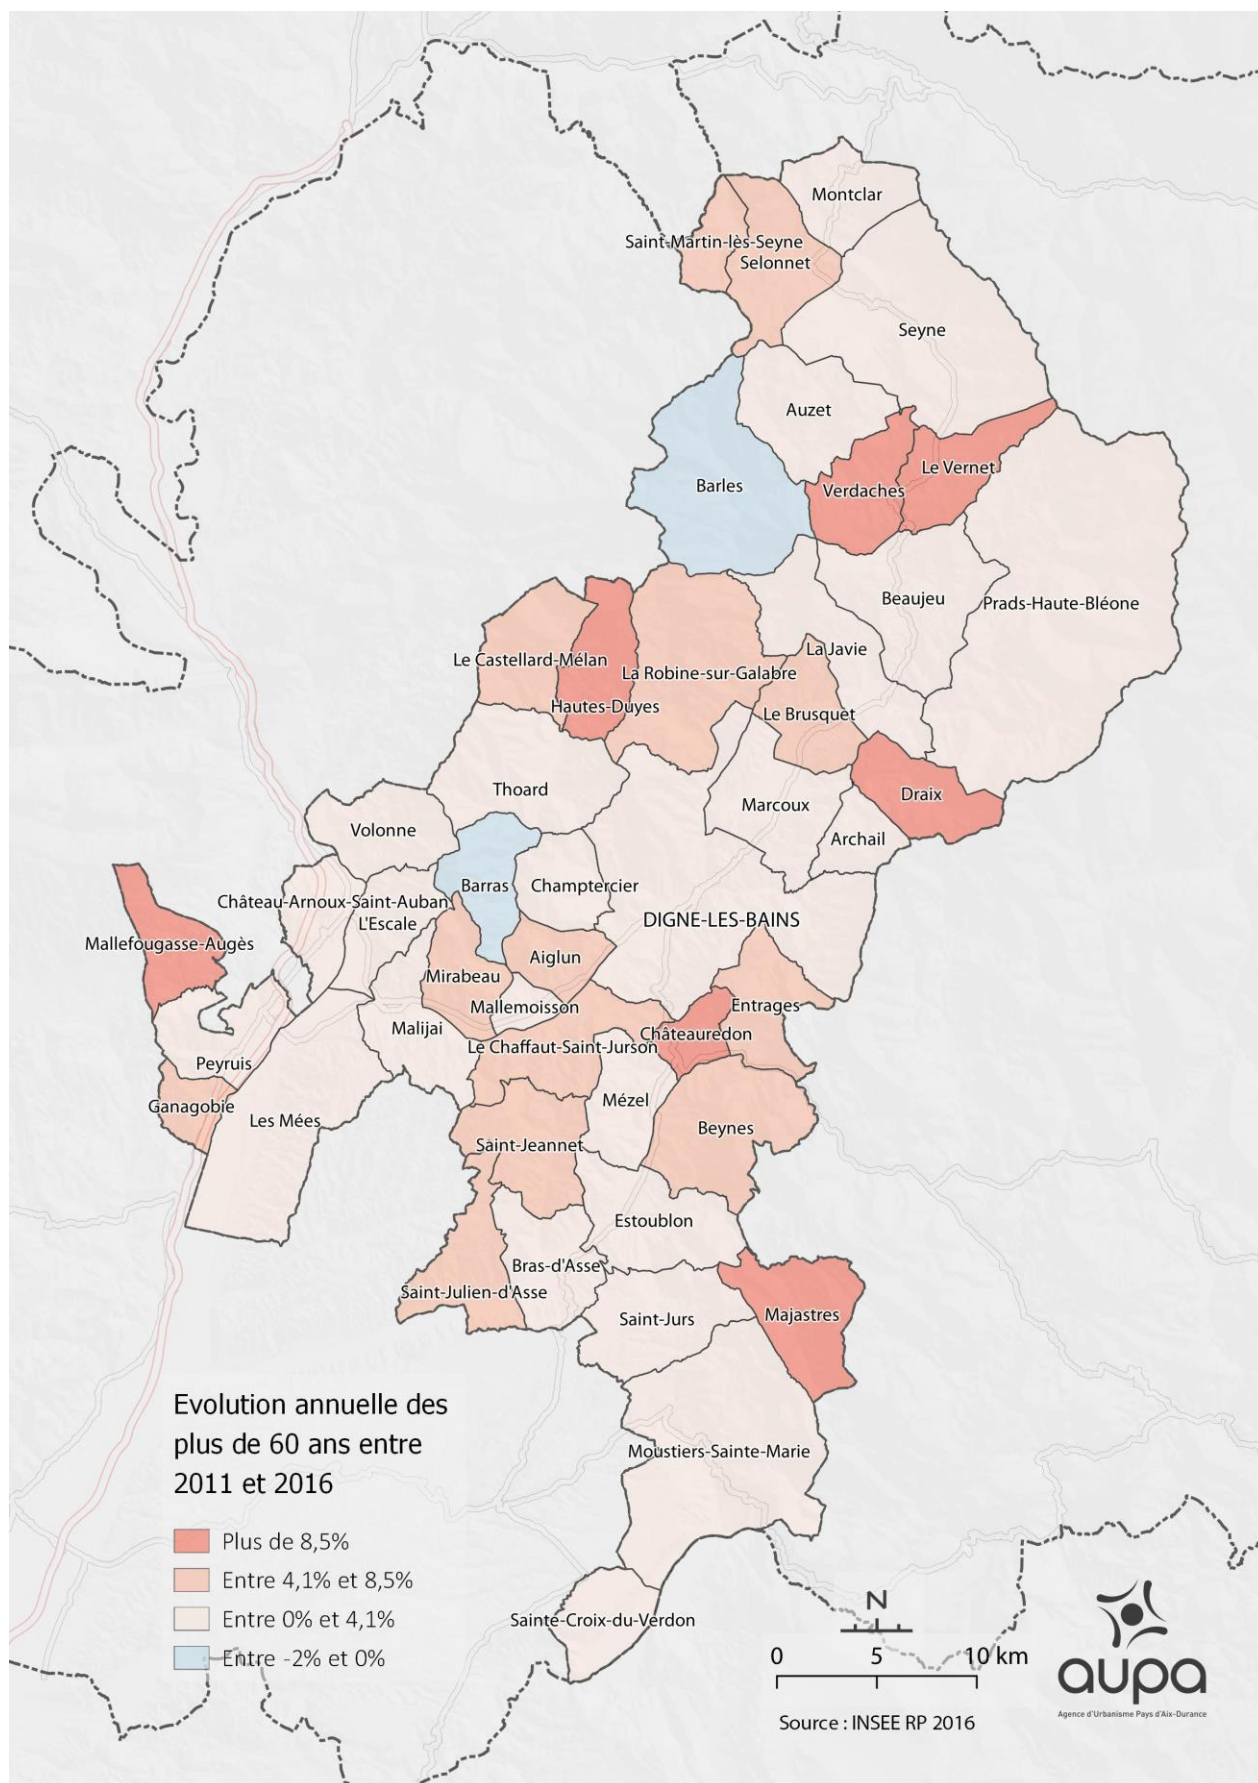 Montclar
Saint-Martin-lès-Seyne
Selonnet
Seyne
Auzet
Le Vernet
Barles
Verdaches
Beaujeu
Prads-Haute-Bléone
La Javie
Le Castellard-Mélan
La Robine-sur-Galabre
Hautes-Duyes
Le Brusquet
Thoard
Draix
Marcoux
Volonne
Archail
Barras
Champtercier
Château-Arnoux-Saint-Auban
L'Escale
DIGNE-LES-BAINS
Mallefougasse-Augès
Aiglun
Mirabeau
Mallemoisson
Entrages
Malijai
Châteauredon
Le Chaffaut-Saint-Jurson
Peyruis
Mézel
Ganagobie
Les Mées
Beynes
Saint-Jeannet
Estoublon
Bras-d'Asse
Saint-Julien-d'Asse
Saint-Jurs
Majastres
Moustiers-Sainte-Marie
Sainte-Croix-du-Verdon
Evolution annuelle des
plus de 60 ans entre
2011 et 2016
Plus de 8,5%
Entre 4,1% et 8,5%
Entre 0% et 4,1%
Entre -2% et 0%
N
0 5 10 km
Source : INSEE RP 2016
aupa
Agence d'Urbanisme Pays d'Aix-Durance